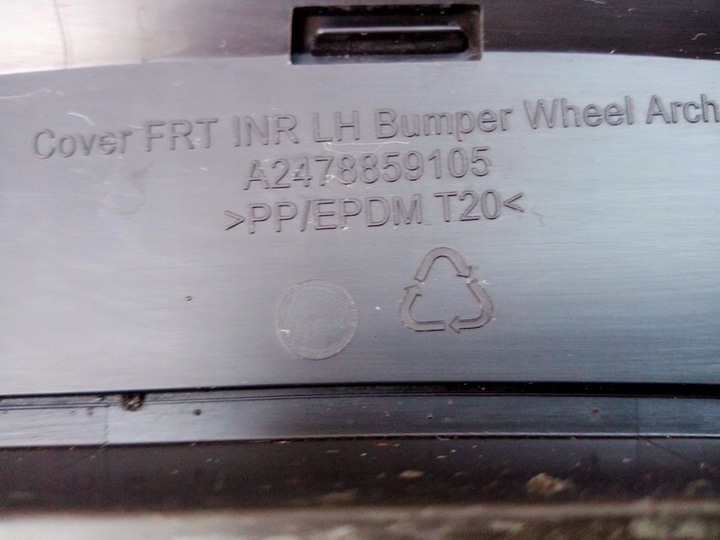 Cover FRT INR LH Bumper Wheel Arch
A2478859105
>PP/EPDM T20<